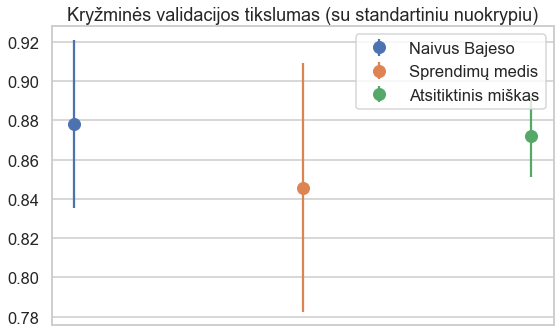 Kryžminės validacijos tikslumas (su standartiniu nuokrypiu)
Naivus Bajeso
Sprendimų medis
Atsitiktinis miškas
0.92
0.90
0.88
0.86
0.84
0.82
0.80
0.78